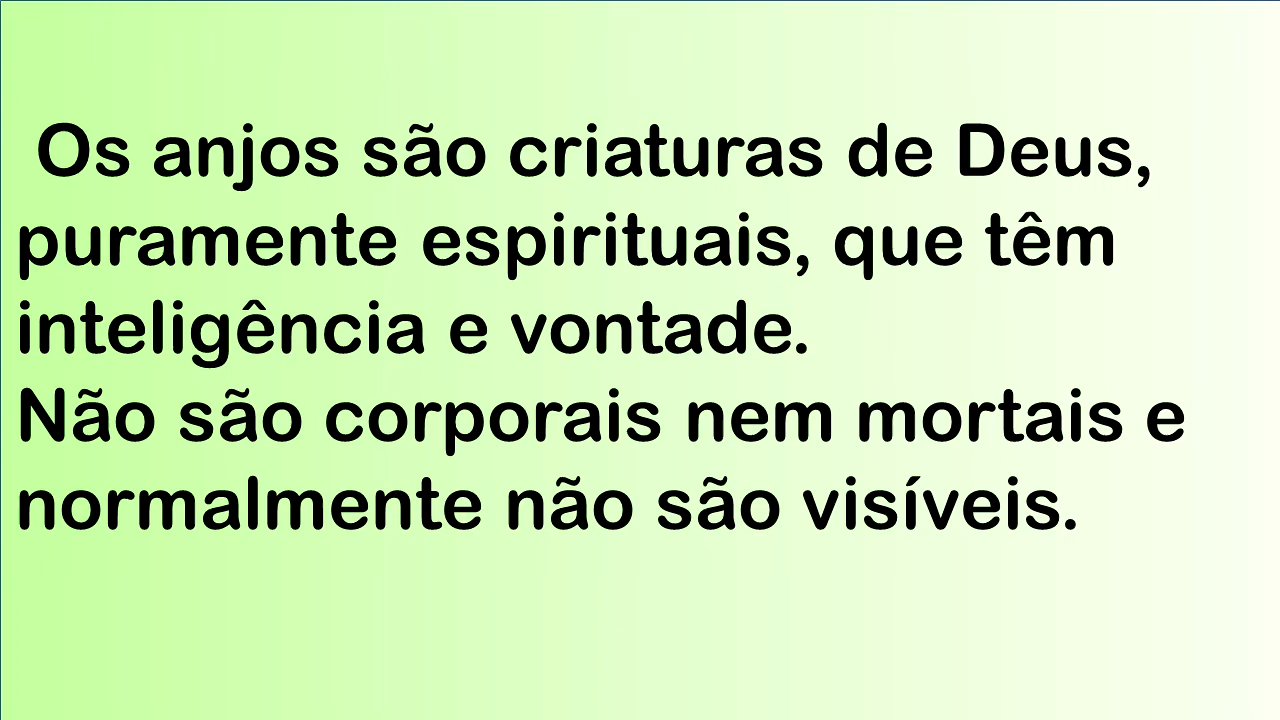 Os anjos são criaturas de Deus,
puramente espirituais, que têm
inteligência e vontade.
Não são corporais nem mortais e
normalmente não são visíveis.